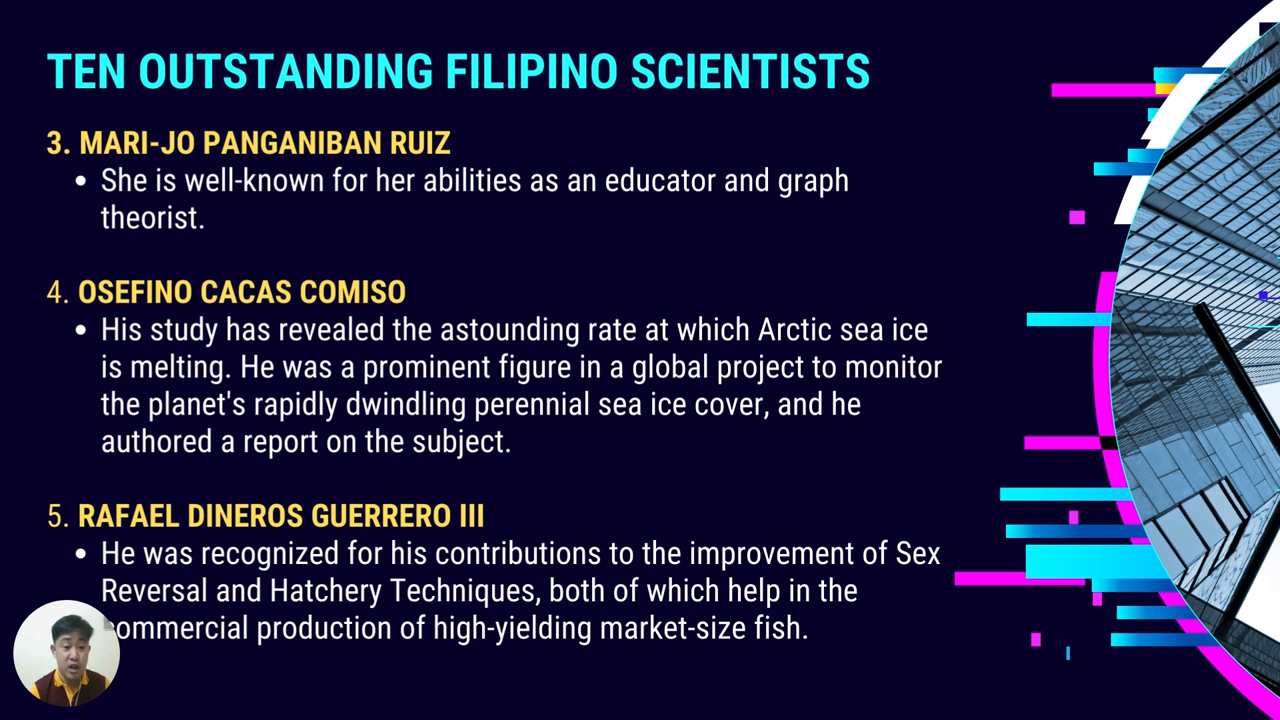 TEN OUTSTANDING FILIPINO SCIENTISTS
3. MARI-JO PANGANIBAN RUIZ
• She is well-known for her abilities as an educator and graph
theorist.
4. OSEFINO CACAS COMISO
• His study has revealed the astounding rate at which Arctic sea ice
is melting. He was a prominent figure in a global project to monitor
the planet's rapidly dwindling perennial sea ice cover, and he
authored a report on the subject.
5. RAFAEL DINEROS GUERRERO III
• He was recognized for his contributions to the improvement of Sex
Reversal and Hatchery Techniques, both of which help in the
commercial production of high-yielding market-size fish.